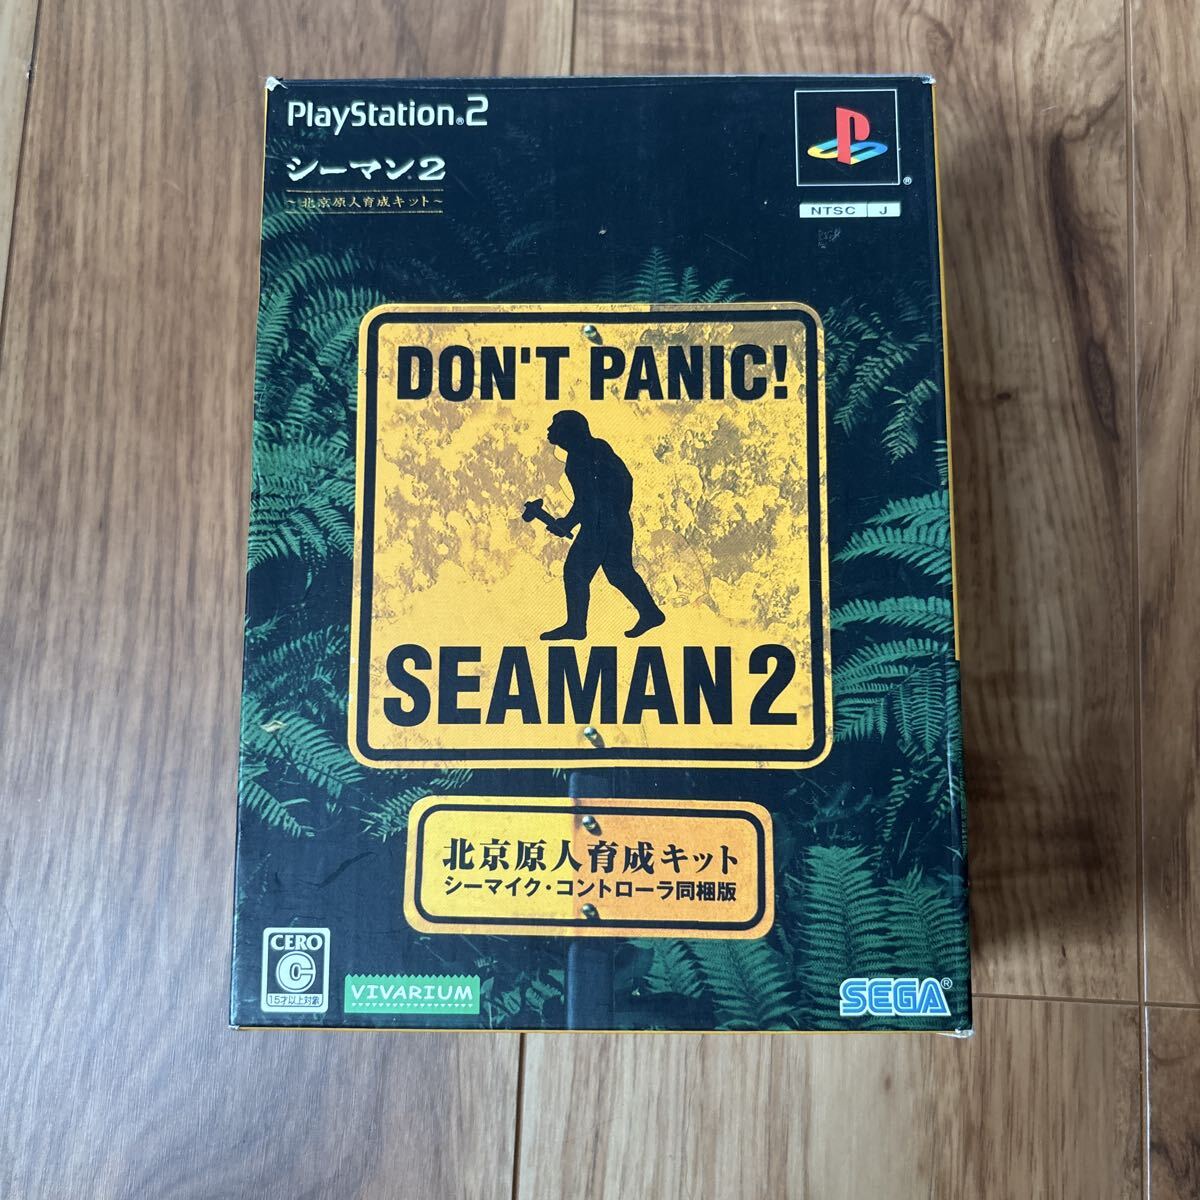 PlayStation®2
シーマン2
～北京原人育成キット～
®
NTSC J
DON'T PANIC!
SEAMAN 2
北京原人育成キット
シーマイク・コントローラ同梱版
CERO
C
15才以上対象
VIVARIUM
SEGA®